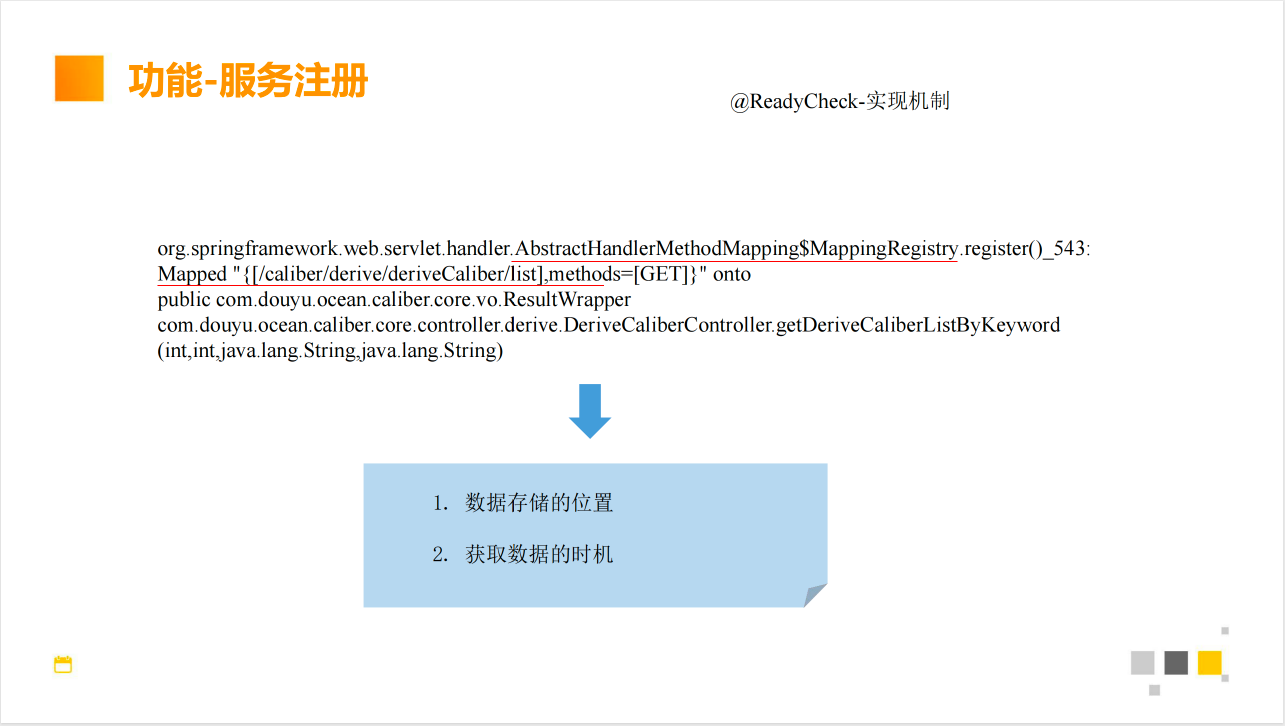 功能-服务注册
@ReadyCheck-实现机制
org.springframework.web.servlet.handler.AbstractHandlerMethodMapping$MappingRegistry.register()_543:
Mapped "{[/caliber/derive/deriveCaliber/list],methods=[GET]}" onto
public com.douyu.ocean.caliber.core.vo.ResultWrapper
com.douyu.ocean.caliber.core.controller.derive.DeriveCaliberController.getDeriveCaliberListByKeyword
(int,int,java.lang.String,java.lang.String)
1. 数据存储的位置
2. 获取数据的时机